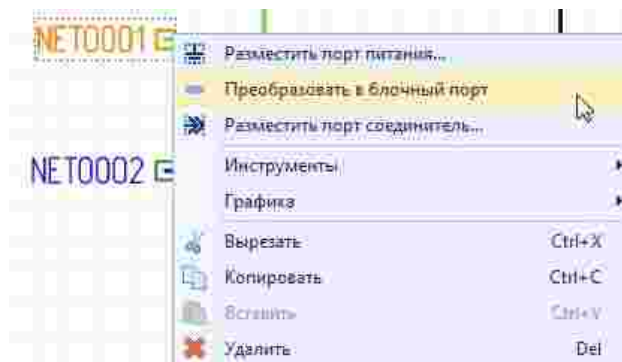 NET0001
Разместить порт питания...
Преобразовать в блочный порт
Разместить порт соединитель...
NET0002
Инструменты
Графика
Вырезать Ctrl+X
Копировать Ctrl+C
Вставить Ctrl+V
Удалить Del